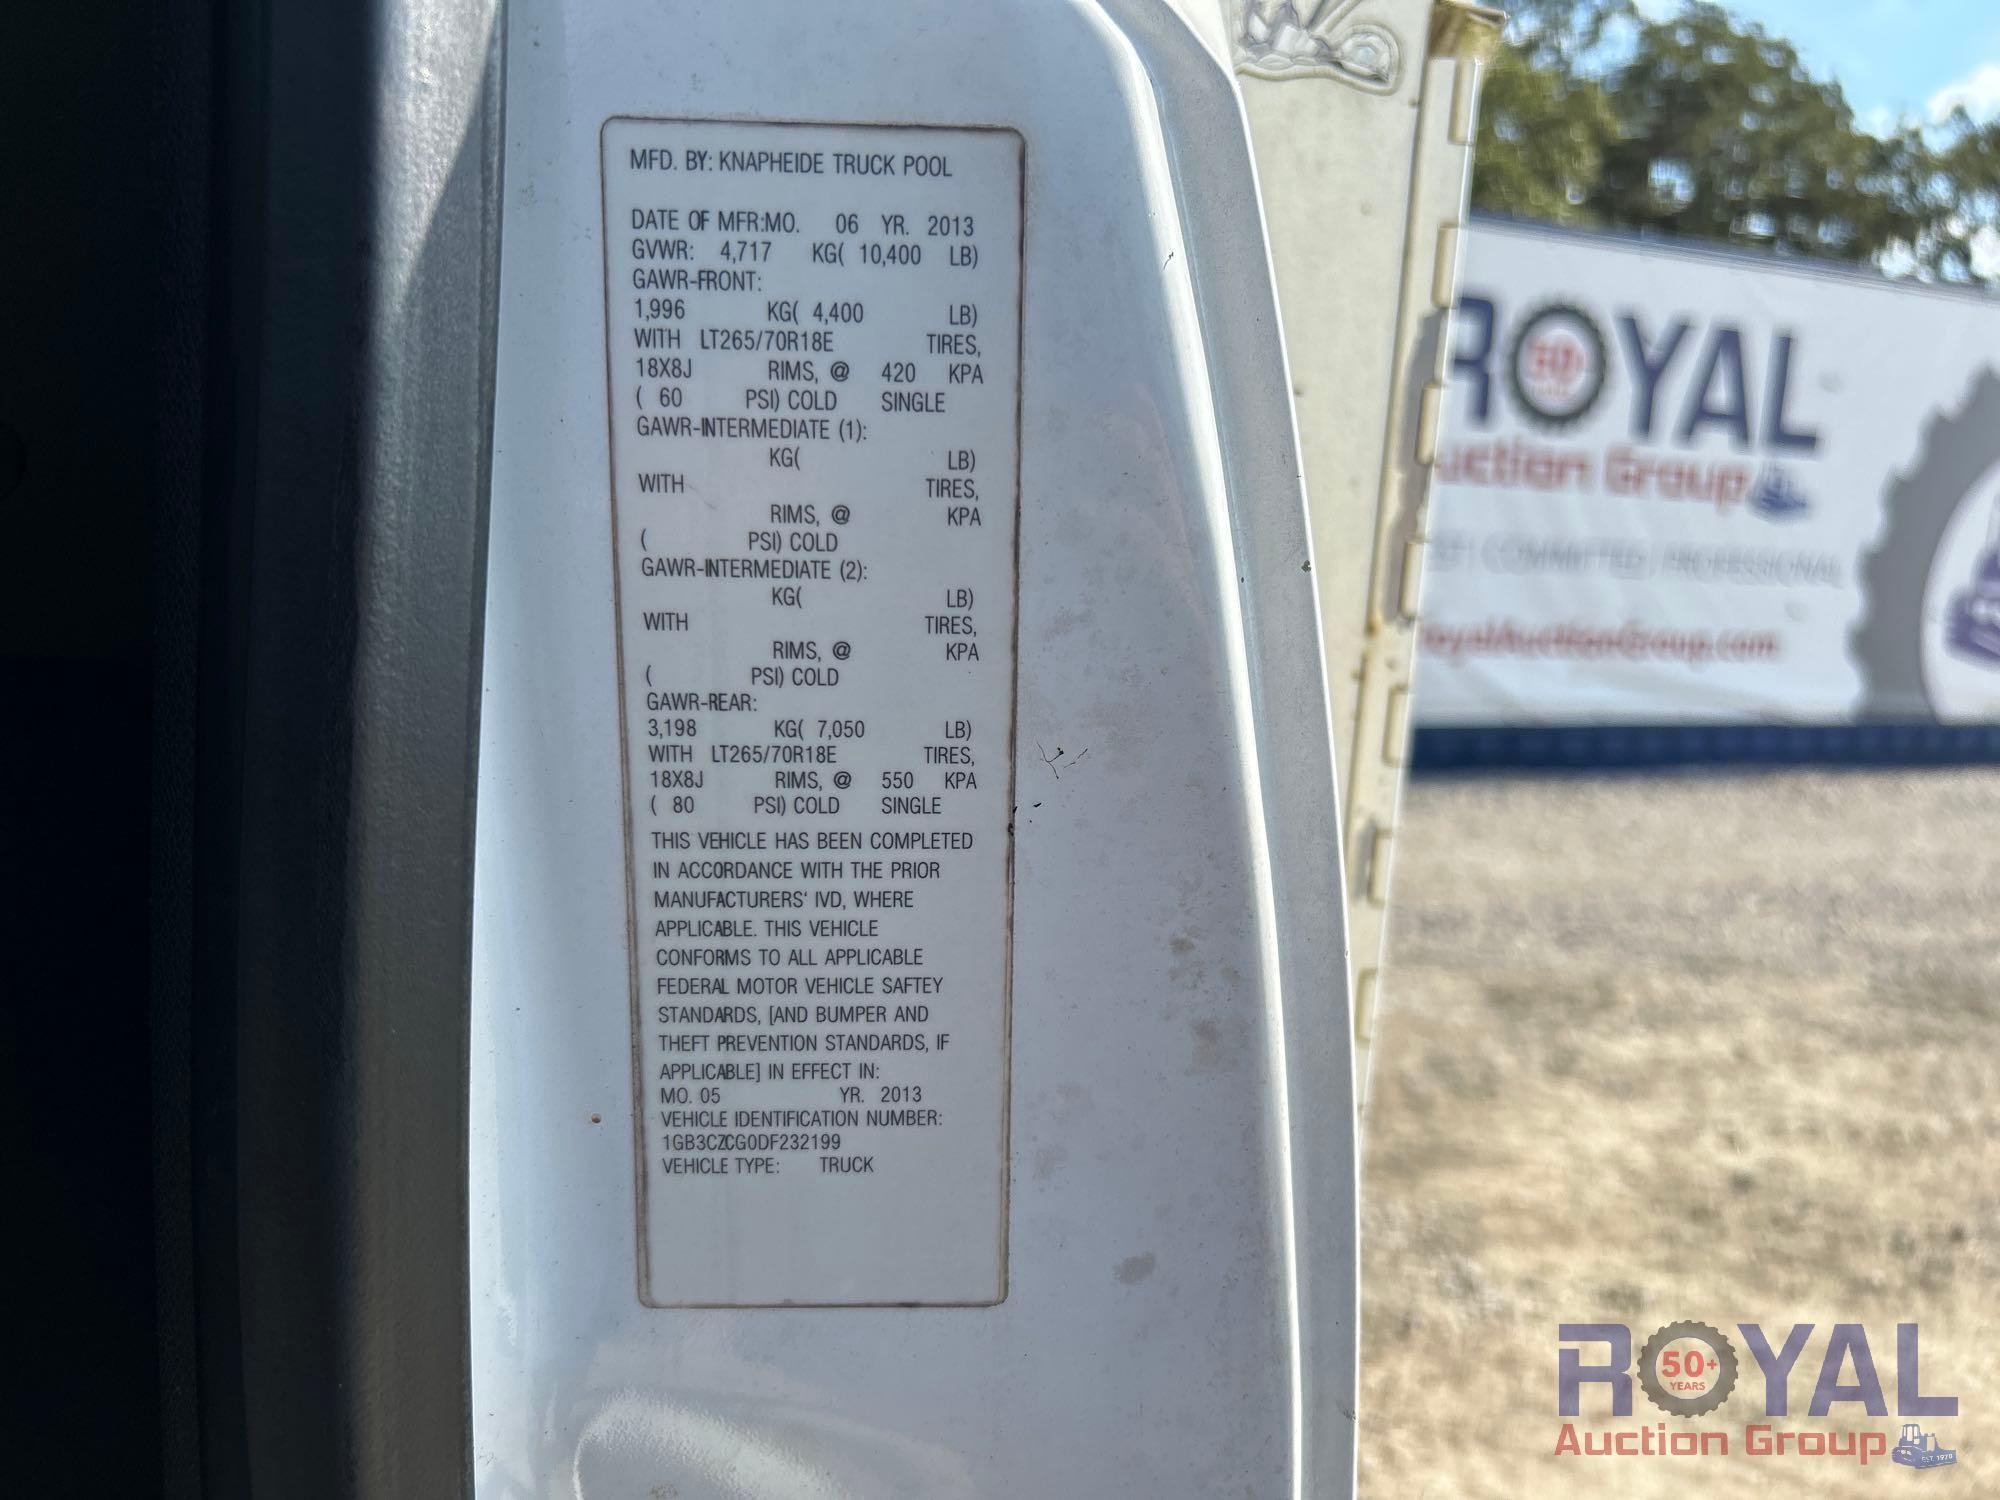 MFD. BY: KNAPHEIDE TRUCK POOL
DATE OF MFR:MO. 06 YR. 2013
GVWR: 4,717 KG( 10,400 LB)
GAWR-FRONT:
1,996 KG( 4,400 LB)
WITH LT265/70R18E TIRES,
18X8J RIMS, @ 420 KPA
( 60 PSI) COLD SINGLE
GAWR-INTERMEDIATE (1):
KG( LB)
WITH TIRES,
RIMS, @ KPA
( PSI) COLD
GAWR-INTERMEDIATE (2):
KG( LB)
WITH TIRES,
RIMS, @ KPA
( PSI) COLD
GAWR-REAR:
3,198 KG( 7,050 LB)
WITH LT265/70R18E TIRES,
18X8J RIMS, @ 550 KPA
( 80 PSI) COLD SINGLE
THIS VEHICLE HAS BEEN COMPLETED
IN ACCORDANCE WITH THE PRIOR
MANUFACTURERS' IVD, WHERE
APPLICABLE. THIS VEHICLE
CONFORMS TO ALL APPLICABLE
FEDERAL MOTOR VEHICLE SAFTEY
STANDARDS, [AND BUMPER AND
THEFT PREVENTION STANDARDS, IF
APPLICABLE] IN EFFECT IN:
MO. 05 YR. 2013
VEHICLE IDENTIFICATION NUMBER:
1GB3CZCG0DF232199
VEHICLE TYPE: TRUCK
ROYAL
50+
uction Group
COMMITTED | PROFESSIONAL
royalAuctionGroup.com
ROYAL
50+
YEARS
Auction Group
EST. 1970